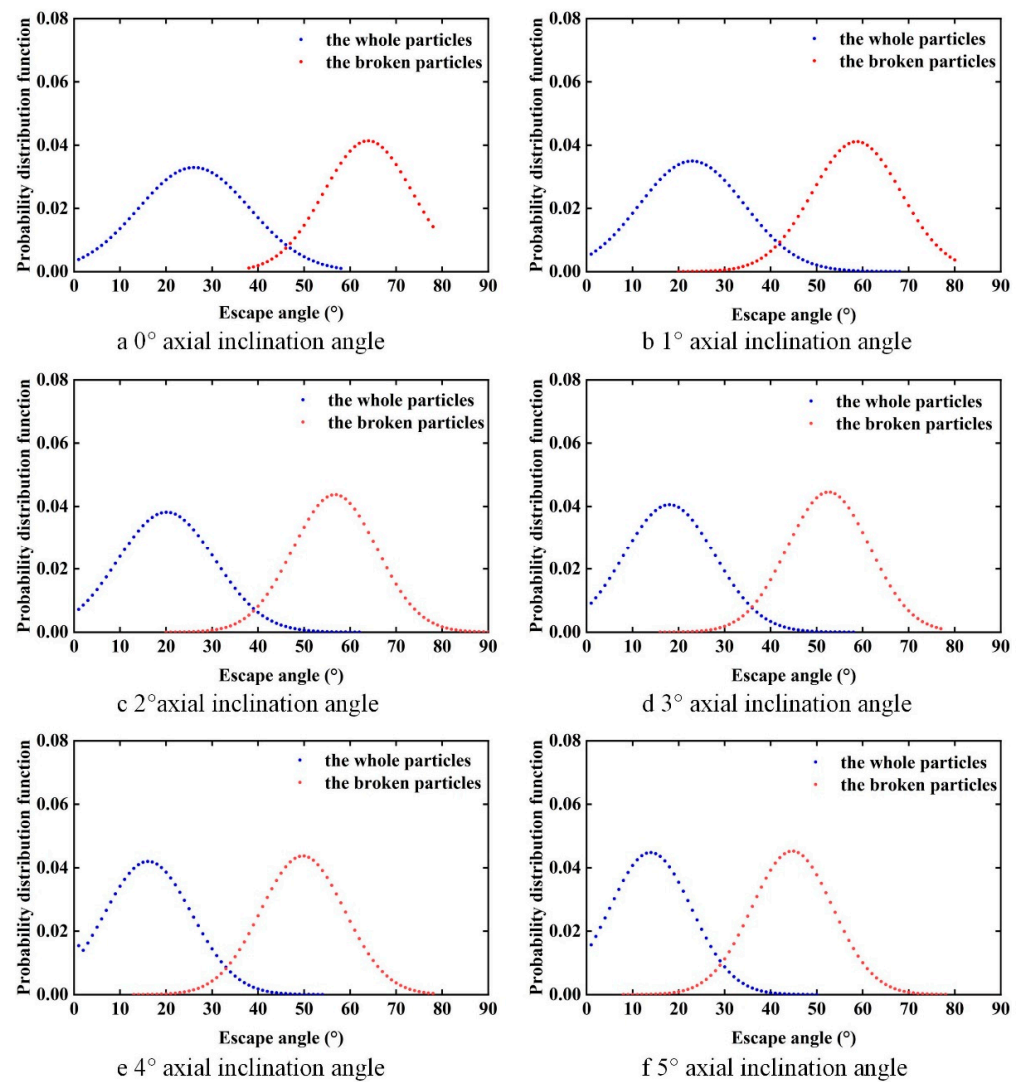 0.08
the whole particles
the broken particles
0.06
0.04
0.02
0.00
Probability distribution function
0 10 20 30 40 50 60 70 80 90
Escape angle (°)
a 0° axial inclination angle
0.08
the whole particles
the broken particles
0.06
0.04
0.02
0.00
Probability distribution function
0 10 20 30 40 50 60 70 80 90
Escape angle (°)
b 1° axial inclination angle
0.08
the whole particles
the broken particles
0.06
0.04
0.02
0.00
Probability distribution function
0 10 20 30 40 50 60 70 80 90
Escape angle (°)
c 2°axial inclination angle
0.08
the whole particles
the broken particles
0.06
0.04
0.02
0.00
Probability distribution function
0 10 20 30 40 50 60 70 80 90
Escape angle (°)
d 3° axial inclination angle
0.08
the whole particles
the broken particles
0.06
0.04
0.02
0.00
Probability distribution function
0 10 20 30 40 50 60 70 80 90
Escape angle (°)
e 4° axial inclination angle
0.08
the whole particles
the broken particles
0.06
0.04
0.02
0.00
Probability distribution function
0 10 20 30 40 50 60 70 80 90
Escape angle (°)
f 5° axial inclination angle